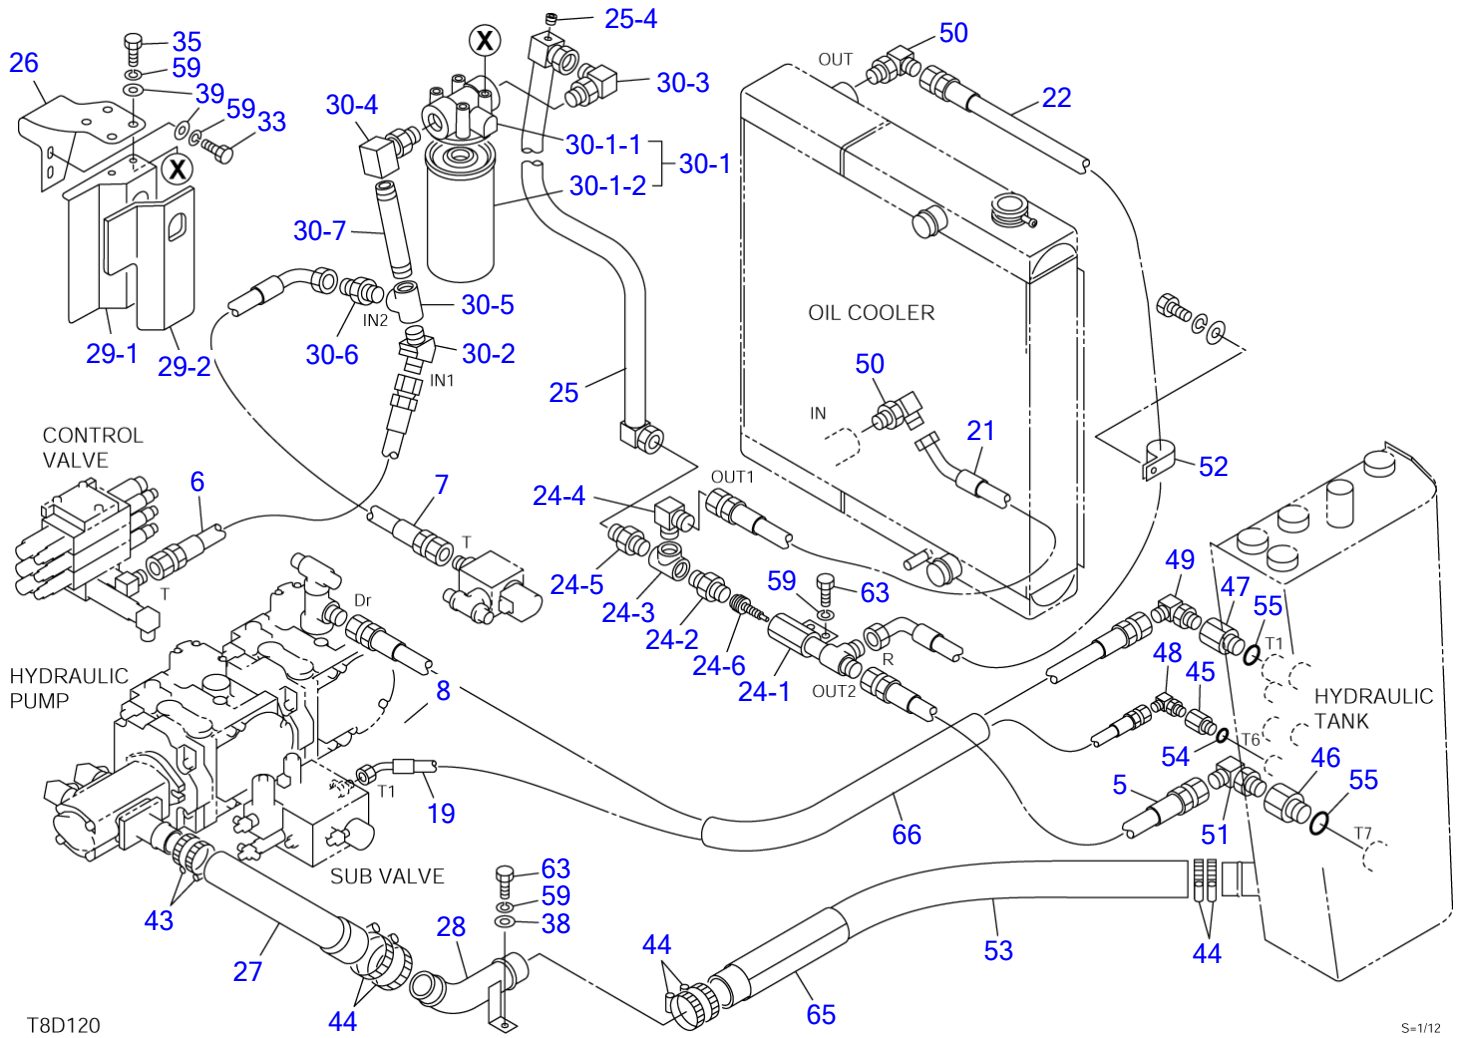 25-4
50
35
OUT
X
26
59
30-3
39
59
30-4
22
33
30-1-1
30-1
X
30-1-2
30-7
30-5
OIL COOLER
IN2
29-1
30-6
30-2
29-2
50
IN1
25
IN
CONTROL
VALVE
21
52
OUT1
6
7
24-4
T
49
24-5
59
63
47
T
Dr
24-3
55
24-2
T1
R
48
45
24-6
HYDRAULIC
PUMP
24-1
OUT2
8
HYDRAULIC
TANK
T6
54
46
5
55
T1
19
66
51
T7
SUB VALVE
63
59
43
38
28
44
53
44
27
65
44
T8D120
S=1/12